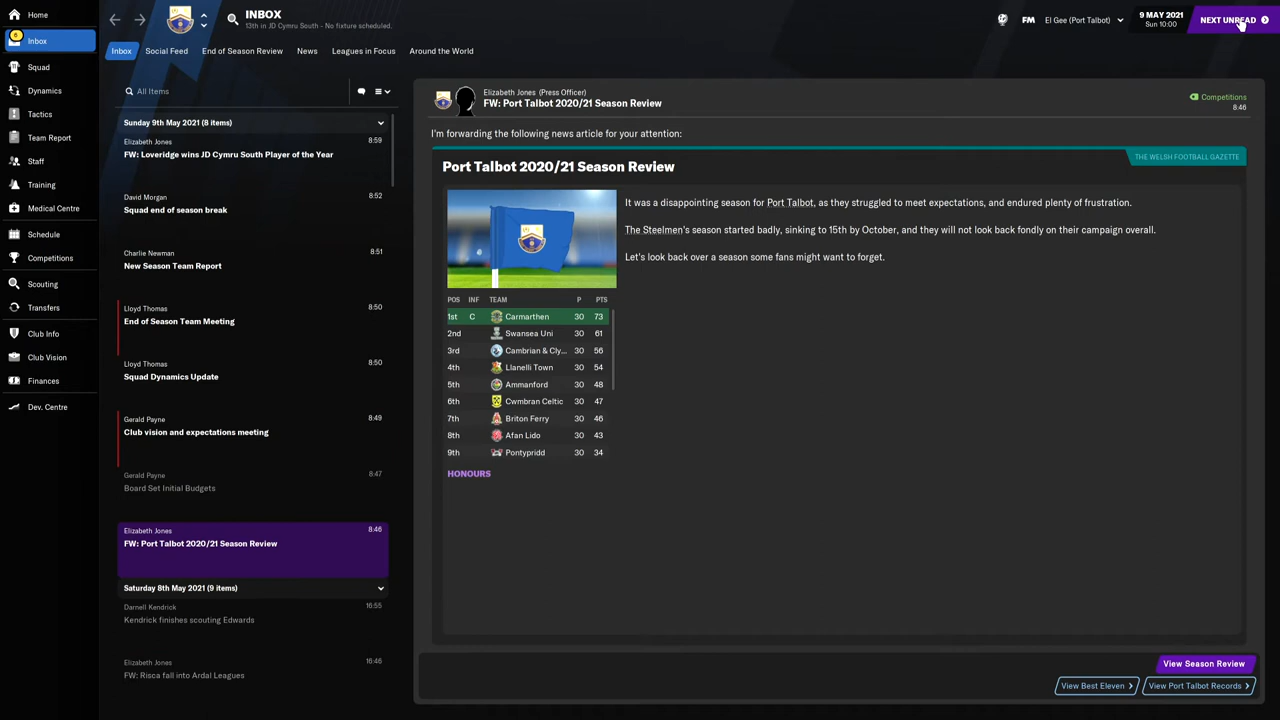 Home
INBOX
13th in JD Cymru South - No fixture scheduled.
FM
El Gee (Port Talbot)
9 MAY 2021
Sun 10:00
NEXT UNREAD
6
Inbox
Inbox
Social Feed
End of Season Review
News
Leagues in Focus
Around the World
Squad
Dynamics
Tactics
Team Report
Staff
Training
Medical Centre
Schedule
Competitions
Scouting
Transfers
Club Info
Club Vision
Finances
Dev. Centre
All Items
Sunday 9th May 2021 (8 items)
Elizabeth Jones 8:59
FW: Loveridge wins JD Cymru South Player of the Year
David Morgan 8:52
Squad end of season break
Charlie Newman 8:51
New Season Team Report
Lloyd Thomas 8:50
End of Season Team Meeting
Lloyd Thomas 8:50
Squad Dynamics Update
Gerald Payne 8:49
Club vision and expectations meeting
Gerald Payne 8:47
Board Set Initial Budgets
Elizabeth Jones 8:46
FW: Port Talbot 2020/21 Season Review
Saturday 8th May 2021 (9 items)
Darnell Kendrick 16:55
Kendrick finishes scouting Edwards
Elizabeth Jones 16:46
FW: Risca fall into Ardal Leagues
Elizabeth Jones (Press Officer)
FW: Port Talbot 2020/21 Season Review
Competitions
8:46
I'm forwarding the following news article for your attention:
THE WELSH FOOTBALL GAZETTE
Port Talbot 2020/21 Season Review
It was a disappointing season for Port Talbot, as they struggled to meet expectations, and endured plenty of frustration.
The Steelmen's season started badly, sinking to 15th by October, and they will not look back fondly on their campaign overall.
Let's look back over a season some fans might want to forget.
POS INF TEAM P PTS
1st C Carmarthen 30 73
2nd Swansea Uni 30 61
3rd Cambrian & Cly... 30 56
4th Llanelli Town 30 54
5th Ammanford 30 48
6th Cwmbran Celtic 30 47
7th Briton Ferry 30 46
8th Afan Lido 30 43
9th Pontypridd 30 34
HONOURS
View Season Review
View Best Eleven
View Port Talbot Records